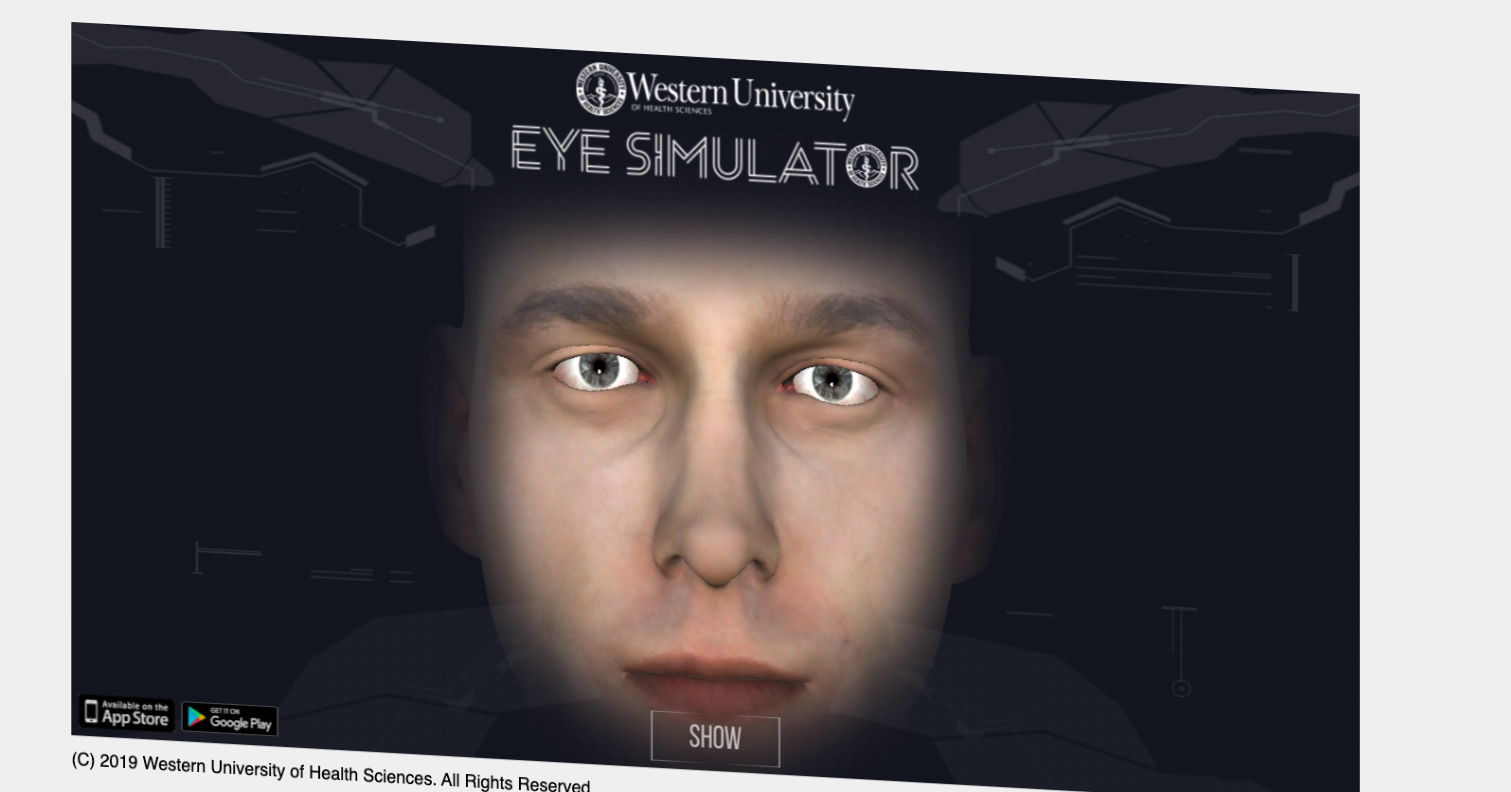 Western University
OF HEALTH SCIENCES
EYE SIMULATOR
Available on the
App Store
GET IT ON
Google Play
SHOW
(C) 2019 Western University of Health Sciences. All Rights Reserved